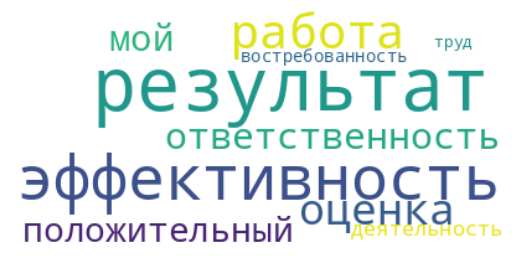 мой работа труд
востребованность
результат
ответственность
эффективность
оценка
положительный деятельность